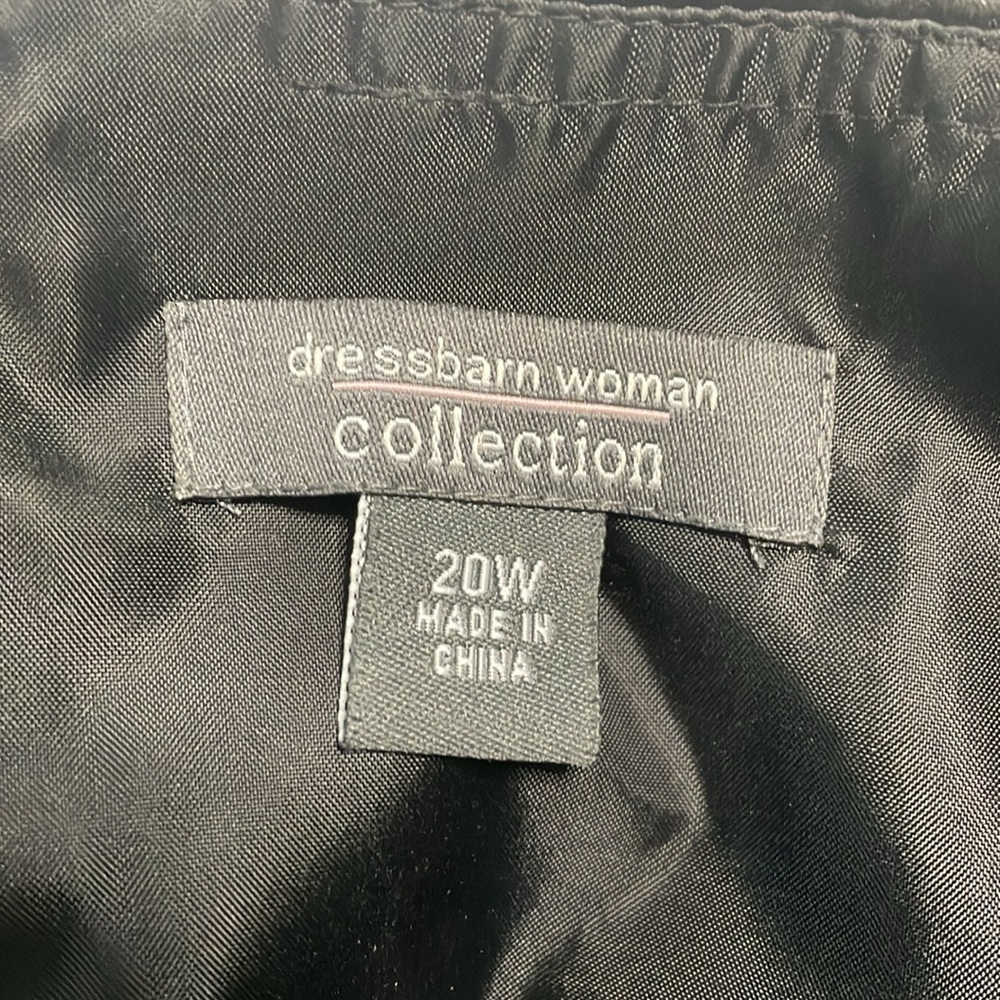 dressbarn woman
collection
20W
MADE IN
CHINA